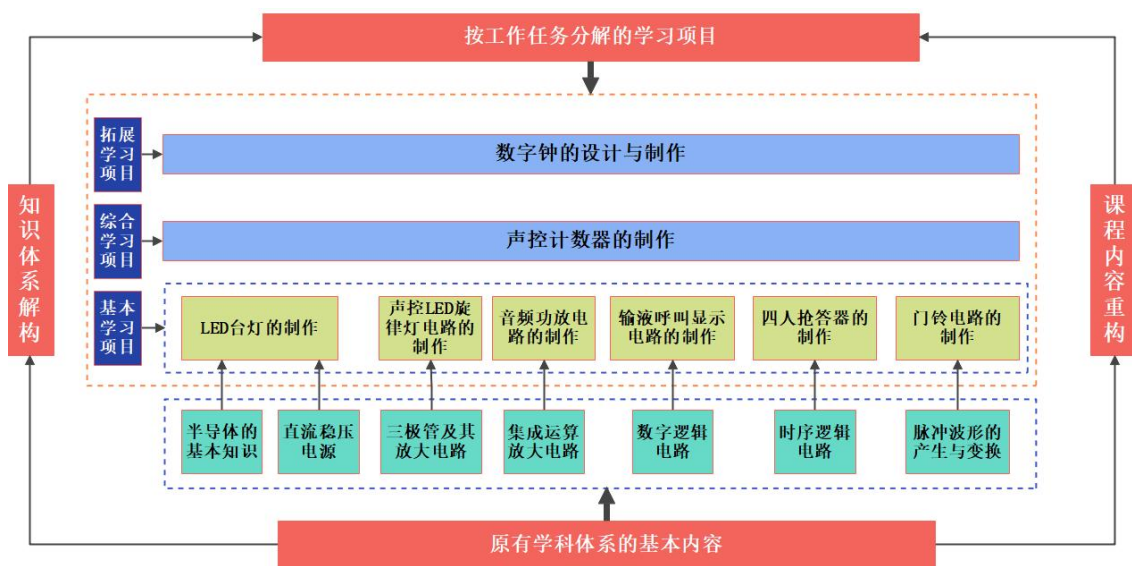 按工作任务分解的学习项目
拓展
学习
项目
数字钟的设计与制作
知识体系解构
综合
学习
项目
声控计数器的制作
课程内容重构
基本
学习
项目
LED台灯的制作
声控LED旋
律灯电路的
制作
音频功放电
路的制作
输液呼叫显示
电路的制作
四人抢答器的
制作
门铃电路的
制作
半导体的
基本知识
直流稳压
电源
三极管及其
放大电路
集成运算
放大电路
数字逻辑
电路
时序逻辑
电路
脉冲波形的
产生与变换
原有学科体系的基本内容